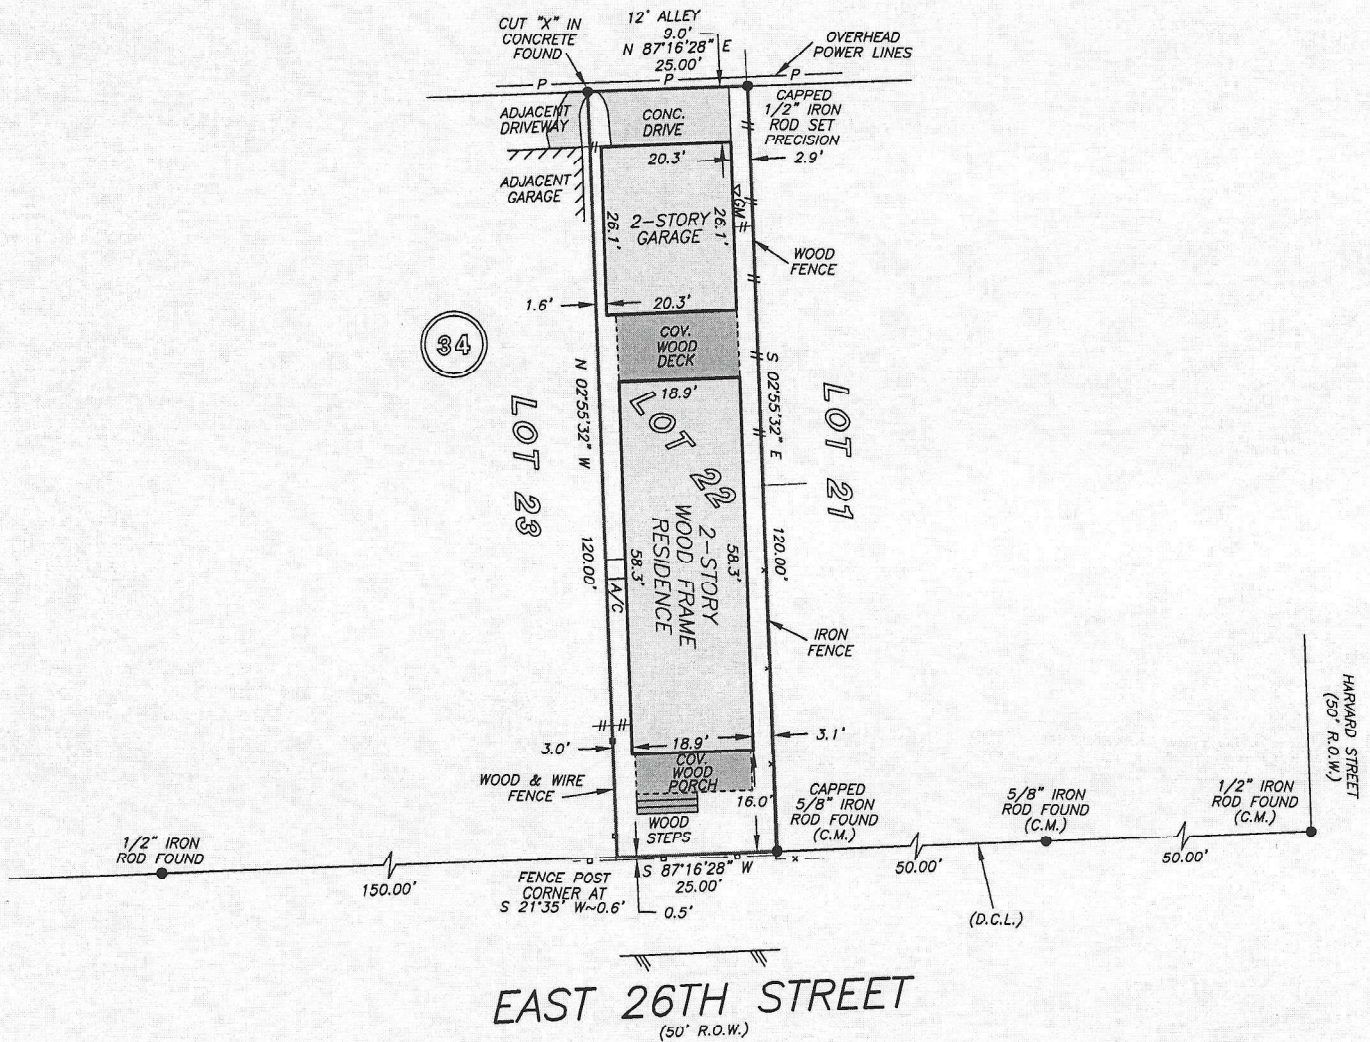 CUT "X" IN
CONCRETE
FOUND
12' ALLEY
9.0'
N 87°16'28" E
25.00'
OVERHEAD
POWER LINES
P
P
P
ADJACENT
DRIVEWAY
CONC.
DRIVE
CAPPED
1/2" IRON
ROD SET
PRECISION
20.3'
2.9'
ADJACENT
GARAGE
GM
26.1'
2-STORY
GARAGE
26.1'
WOOD
FENCE
1.6'
20.3'
34
COV.
WOOD
DECK
N 02°55'32" W
S 02°55'32" E
18.9'
LOT 23
LOT 22
LOT 21
120.00'
A/C
58.3'
2-STORY
WOOD FRAME
RESIDENCE
58.3'
120.00'
IRON
FENCE
HARVARD STREET
(50' R.O.W.)
3.0'
18.9'
3.1'
WOOD & WIRE
FENCE
COV.
WOOD
PORCH
16.0'
WOOD
STEPS
CAPPED
5/8" IRON
ROD FOUND
(C.M.)
5/8" IRON
ROD FOUND
(C.M.)
1/2" IRON
ROD FOUND
(C.M.)
1/2" IRON
ROD FOUND
150.00'
FENCE POST
CORNER AT
S 21°35' W~0.6'
S 87°16'28" W
25.00'
0.5'
50.00'
50.00'
(D.C.L.)
EAST 26TH STREET
(50' R.O.W.)